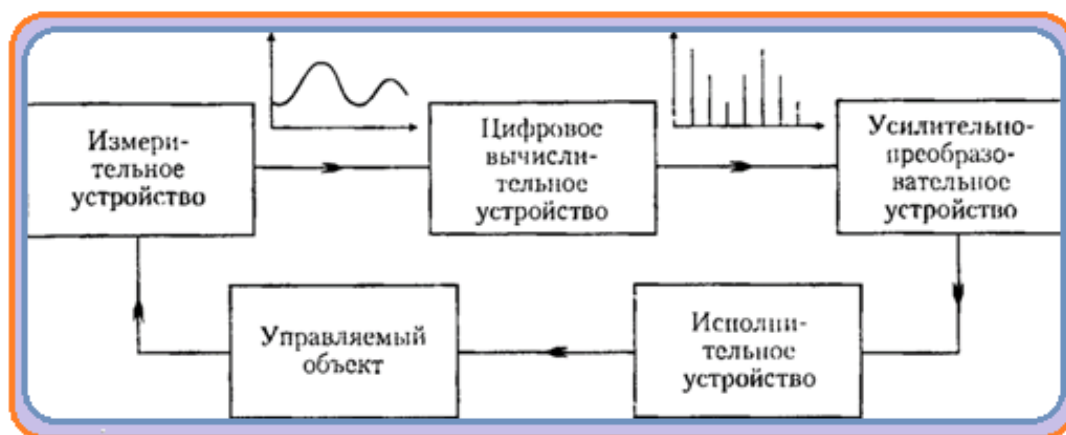 Измери-
тельное
устройство
Цифровое
вычисли-
тельное
устройство
Усилительно-
преобразо-
вательное
устройство
Управляемый
объект
Исполни-
тельное
устройство